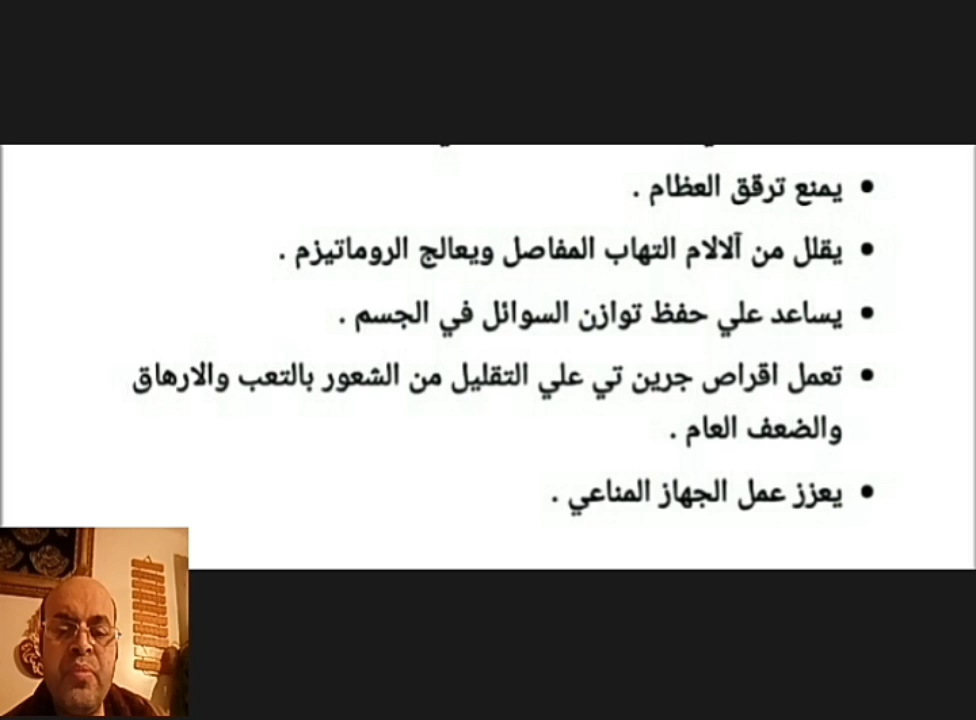 • يمنع ترقق العظام .
• يقلل من آلالام التهاب المفاصل ويعالج الروماتيزم .
• يساعد علي حفظ توازن السوائل في الجسم .
• تعمل اقراص جرين تي علي التقليل من الشعور بالتعب والارهاق
والضعف العام .
• يعزز عمل الجهاز المناعي .